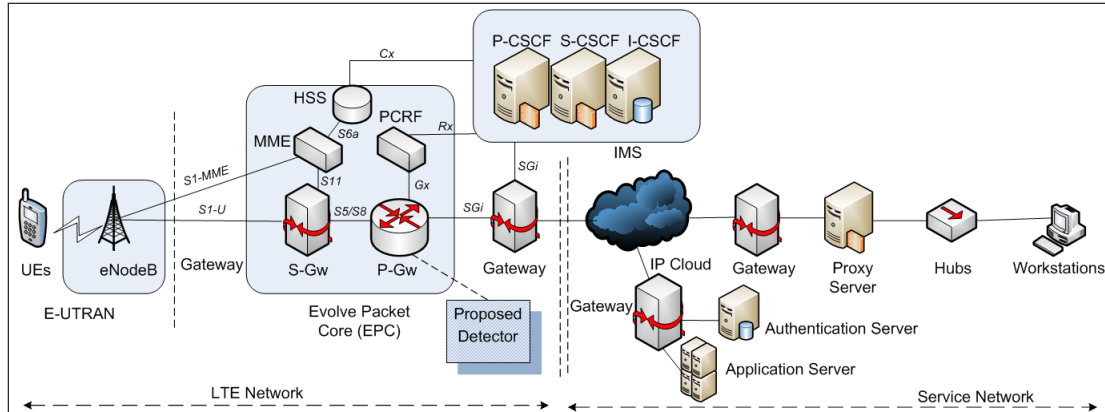 P-CSCF S-CSCF I-CSCF
Cx
HSS
PCRF
S6a
Rx
MME
IMS
S1-MME
S11
Gx
SGi
S1-U
S5/S8
SGi
UEs
eNodeB
Gateway
S-Gw
P-Gw
Gateway
IP Cloud
Gateway
Proxy
Server
Hubs
Workstations
E-UTRAN
Evolve Packet
Core (EPC)
Proposed
Detector
Gateway
Authentication Server
Application Server
LTE Network
Service Network